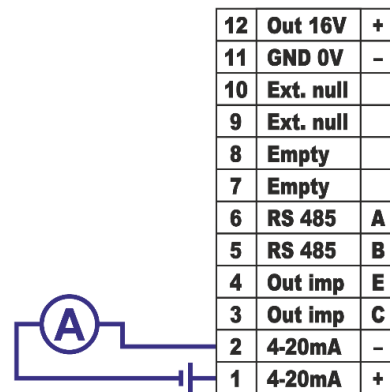 12 Out 16V +
11 GND 0V –
10 Ext. null
9 Ext. null
8 Empty
7 Empty
6 RS 485 A
5 RS 485 B
4 Out imp E
3 Out imp C
A
2 4-20mA –
1 4-20mA +